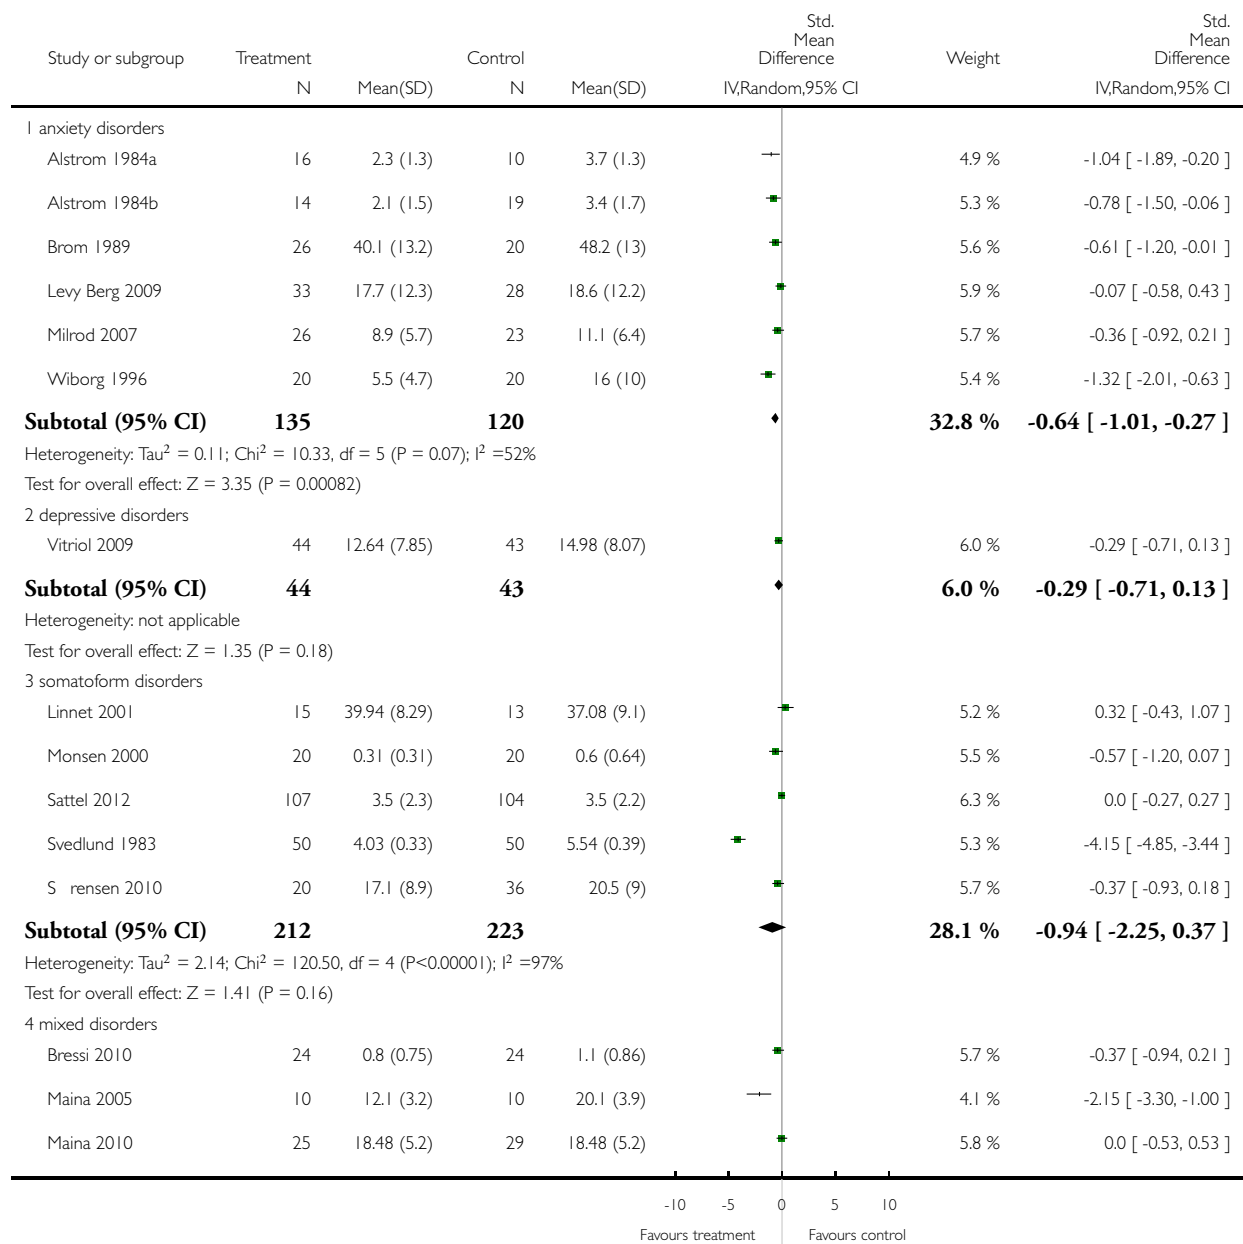 Study or subgroup Treatment Control Std. Mean Difference Weight Std. Mean Difference
N Mean(SD) N Mean(SD) IV,Random,95% CI IV,Random,95% CI
1 anxiety disorders
Alstrom 1984a 16 2.3 (1.3) 10 3.7 (1.3) 4.9 % -1.04 [ -1.89, -0.20 ]
Alstrom 1984b 14 2.1 (1.5) 19 3.4 (1.7) 5.3 % -0.78 [ -1.50, -0.06 ]
Brom 1989 26 40.1 (13.2) 20 48.2 (13) 5.6 % -0.61 [ -1.20, -0.01 ]
Levy Berg 2009 33 17.7 (12.3) 28 18.6 (12.2) 5.9 % -0.07 [ -0.58, 0.43 ]
Milrod 2007 26 8.9 (5.7) 23 11.1 (6.4) 5.7 % -0.36 [ -0.92, 0.21 ]
Wiborg 1996 20 5.5 (4.7) 20 16 (10) 5.4 % -1.32 [ -2.01, -0.63 ]
Subtotal (95% CI) 135 120 32.8 % -0.64 [ -1.01, -0.27 ]
Heterogeneity: Tau² = 0.11; Chi² = 10.33, df = 5 (P = 0.07); I² =52%
Test for overall effect: Z = 3.35 (P = 0.00082)
2 depressive disorders
Vitriol 2009 44 12.64 (7.85) 43 14.98 (8.07) 6.0 % -0.29 [ -0.71, 0.13 ]
Subtotal (95% CI) 44 43 6.0 % -0.29 [ -0.71, 0.13 ]
Heterogeneity: not applicable
Test for overall effect: Z = 1.35 (P = 0.18)
3 somatoform disorders
Linnet 2001 15 39.94 (8.29) 13 37.08 (9.1) 5.2 % 0.32 [ -0.43, 1.07 ]
Monsen 2000 20 0.31 (0.31) 20 0.6 (0.64) 5.5 % -0.57 [ -1.20, 0.07 ]
Sattel 2012 107 3.5 (2.3) 104 3.5 (2.2) 6.3 % 0.0 [ -0.27, 0.27 ]
Svedlund 1983 50 4.03 (0.33) 50 5.54 (0.39) 5.3 % -4.15 [ -4.85, -3.44 ]
S rensen 2010 20 17.1 (8.9) 36 20.5 (9) 5.7 % -0.37 [ -0.93, 0.18 ]
Subtotal (95% CI) 212 223 28.1 % -0.94 [ -2.25, 0.37 ]
Heterogeneity: Tau² = 2.14; Chi² = 120.50, df = 4 (P<0.00001); I² =97%
Test for overall effect: Z = 1.41 (P = 0.16)
4 mixed disorders
Bressi 2010 24 0.8 (0.75) 24 1.1 (0.86) 5.7 % -0.37 [ -0.94, 0.21 ]
Maina 2005 10 12.1 (3.2) 10 20.1 (3.9) 4.1 % -2.15 [ -3.30, -1.00 ]
Maina 2010 25 18.48 (5.2) 29 18.48 (5.2) 5.8 % 0.0 [ -0.53, 0.53 ]
-10 -5 0 5 10
Favours treatment Favours control